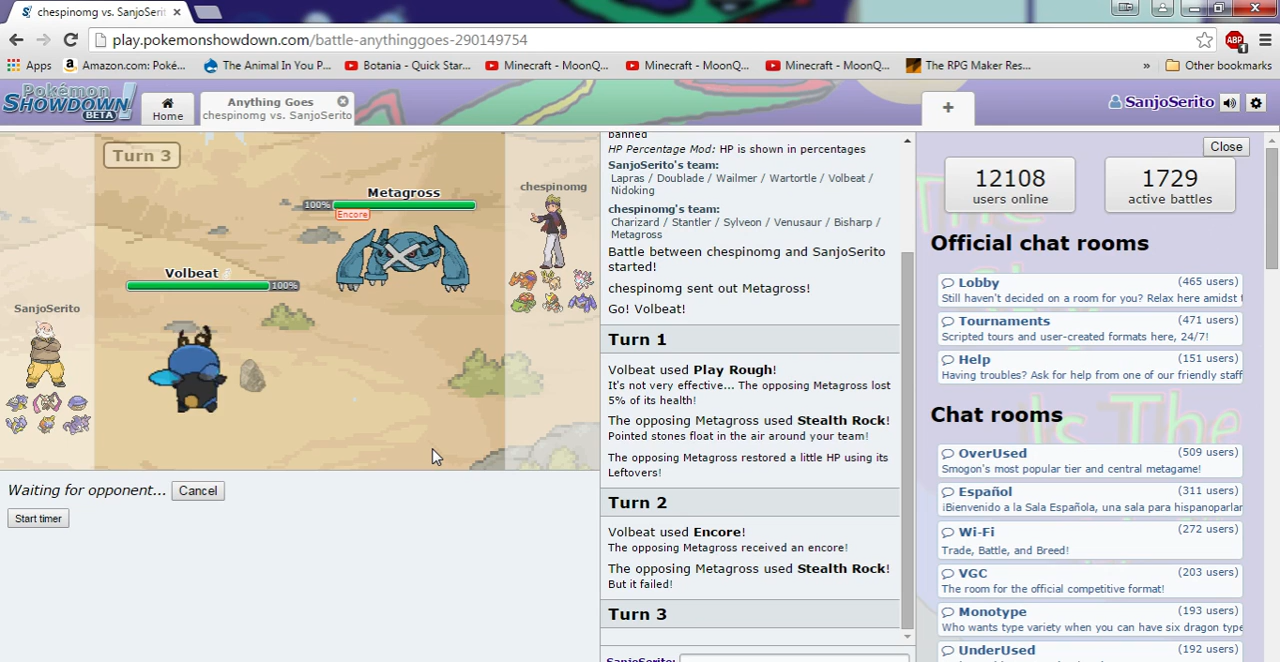 chespinomg vs. SanjoSerit
play.pokemonshowdown.com/battle-anythinggoes-290149754
ABP
1
Apps
Amazon.com: Poké...
The Animal In You P...
Botania - Quick Star...
Minecraft - MoonQ...
Minecraft - MoonQ...
Minecraft - MoonQ...
The RPG Maker Res...
»
Other bookmarks
Pokémon
SHOWDOWN!
BETA
Home
Anything Goes
chespinomg vs. SanjoSerito
+
SanjoSerito
Turn 3
Metagross
100%
Encore
Volbeat
100%
chespinomg
SanjoSerito
Waiting for opponent...
Cancel
Start timer
banned
HP Percentage Mod: HP is shown in percentages
SanjoSerito's team:
Lapras / Doublade / Wailmer / Wartortle / Volbeat /
Nidoking
chespinomg's team:
Charizard / Stantler / Sylveon / Venusaur / Bisharp /
Metagross
Battle between chespinomg and SanjoSerito
started!
chespinomg sent out Metagross!
Go! Volbeat!
Turn 1
Volbeat used Play Rough!
It's not very effective... The opposing Metagross lost
5% of its health!
The opposing Metagross used Stealth Rock!
Pointed stones float in the air around your team!
The opposing Metagross restored a little HP using its
Leftovers!
Turn 2
Volbeat used Encore!
The opposing Metagross received an encore!
The opposing Metagross used Stealth Rock!
But it failed!
Turn 3
SanjoSerito:
Close
12108
users online
1729
active battles
Official chat rooms
Lobby
(465 users)
Still haven't decided on a room for you? Relax here amidst t
Tournaments
(471 users)
Scripted tours and user-created formats here, 24/7!
Help
(151 users)
Having troubles? Ask for help from one of our friendly staff
Chat rooms
OverUsed
(509 users)
Smogon's most popular tier and central metagame!
Español
(311 users)
¡Bienvenido a la Sala Española, una sala para hispanoparlar
Wi-Fi
(272 users)
Trade, Battle, and Breed!
VGC
(203 users)
The room for the official competitive format!
Monotype
(193 users)
Who wants type variety when you can have six dragon type
UnderUsed
(192 users)
Is The